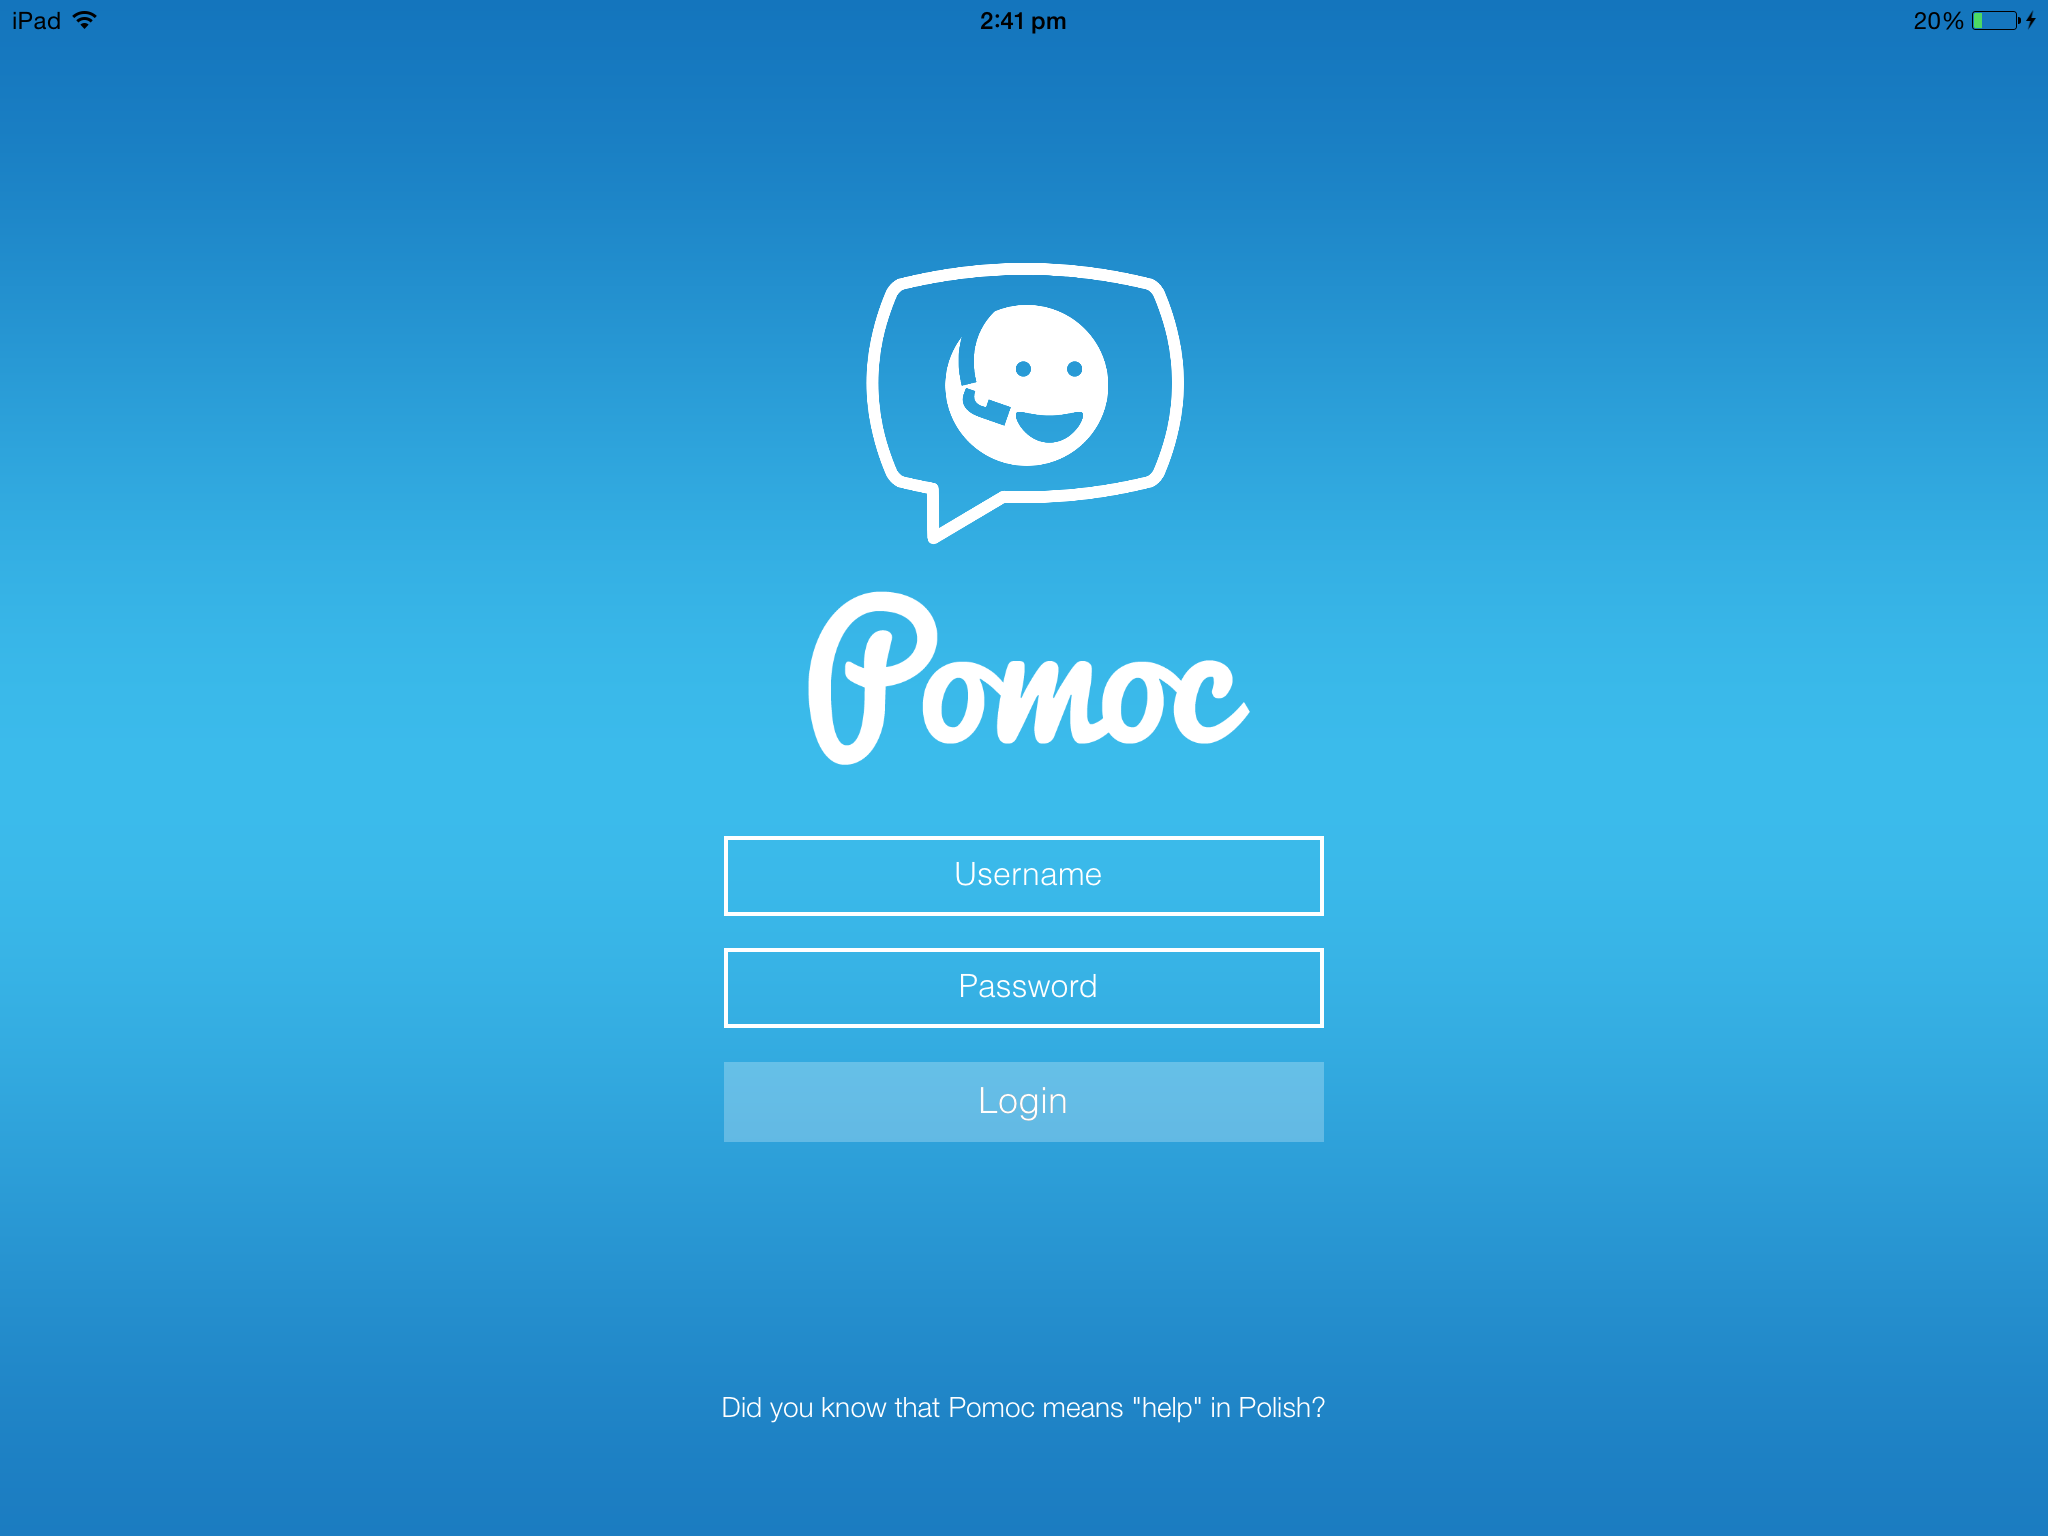 iPad
2:41 pm
20%
Pomoc
Username
Password
Login
Did you know that Pomoc means "help" in Polish?